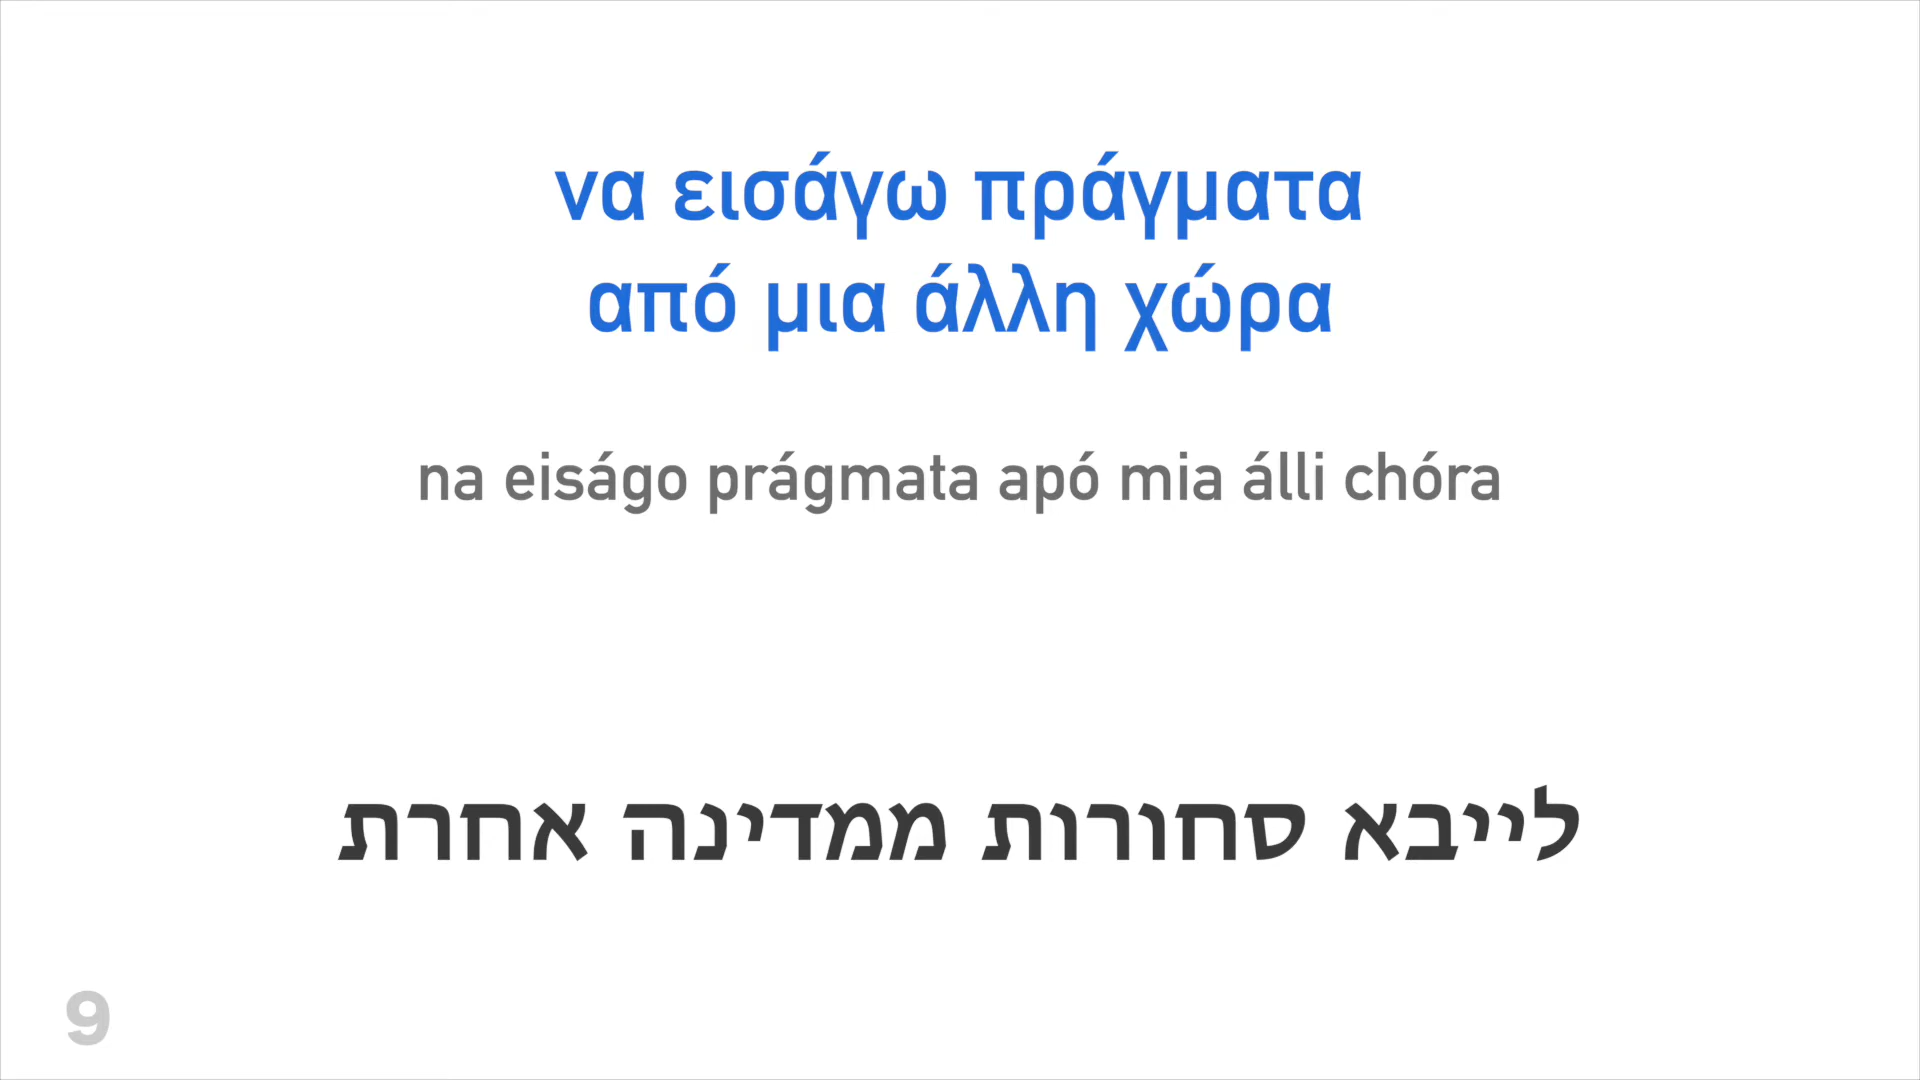 να εισάγω πράγματα
από μια άλλη χώρα
na eiságo prágmata apó mia álli chóra
לייבא סחורות ממדינה אחרת
9